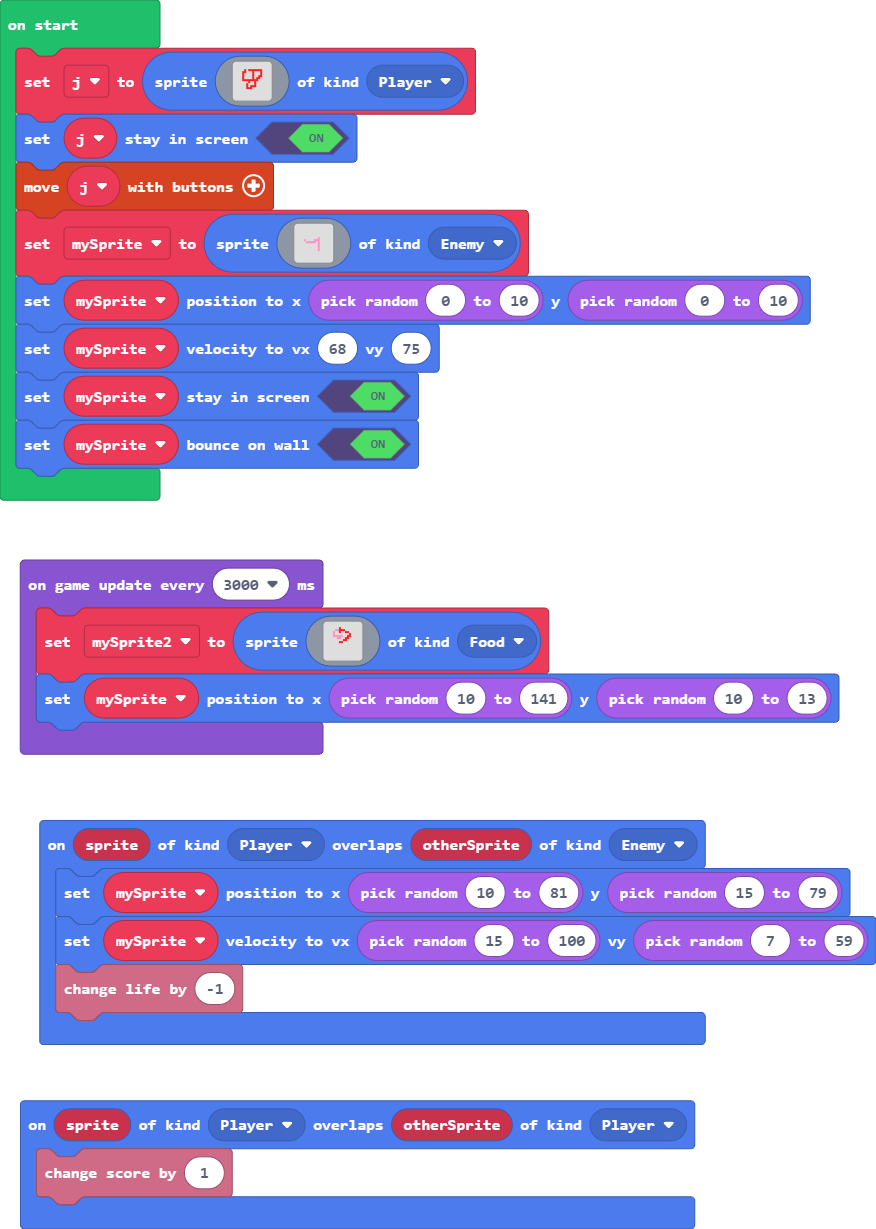 on start
set j to sprite of kind Player
set j stay in screen ON
move j with buttons
set mySprite to sprite of kind Enemy
set mySprite position to x pick random 0 to 10 y pick random 0 to 10
set mySprite velocity to vx 68 vy 75
set mySprite stay in screen ON
set mySprite bounce on wall ON
on game update every 3000 ms
set mySprite2 to sprite of kind Food
set mySprite position to x pick random 10 to 141 y pick random 10 to 13
on sprite of kind Player overlaps otherSprite of kind Enemy
set mySprite position to x pick random 10 to 81 y pick random 15 to 79
set mySprite velocity to vx pick random 15 to 100 vy pick random 7 to 59
change life by -1
on sprite of kind Player overlaps otherSprite of kind Player
change score by 1